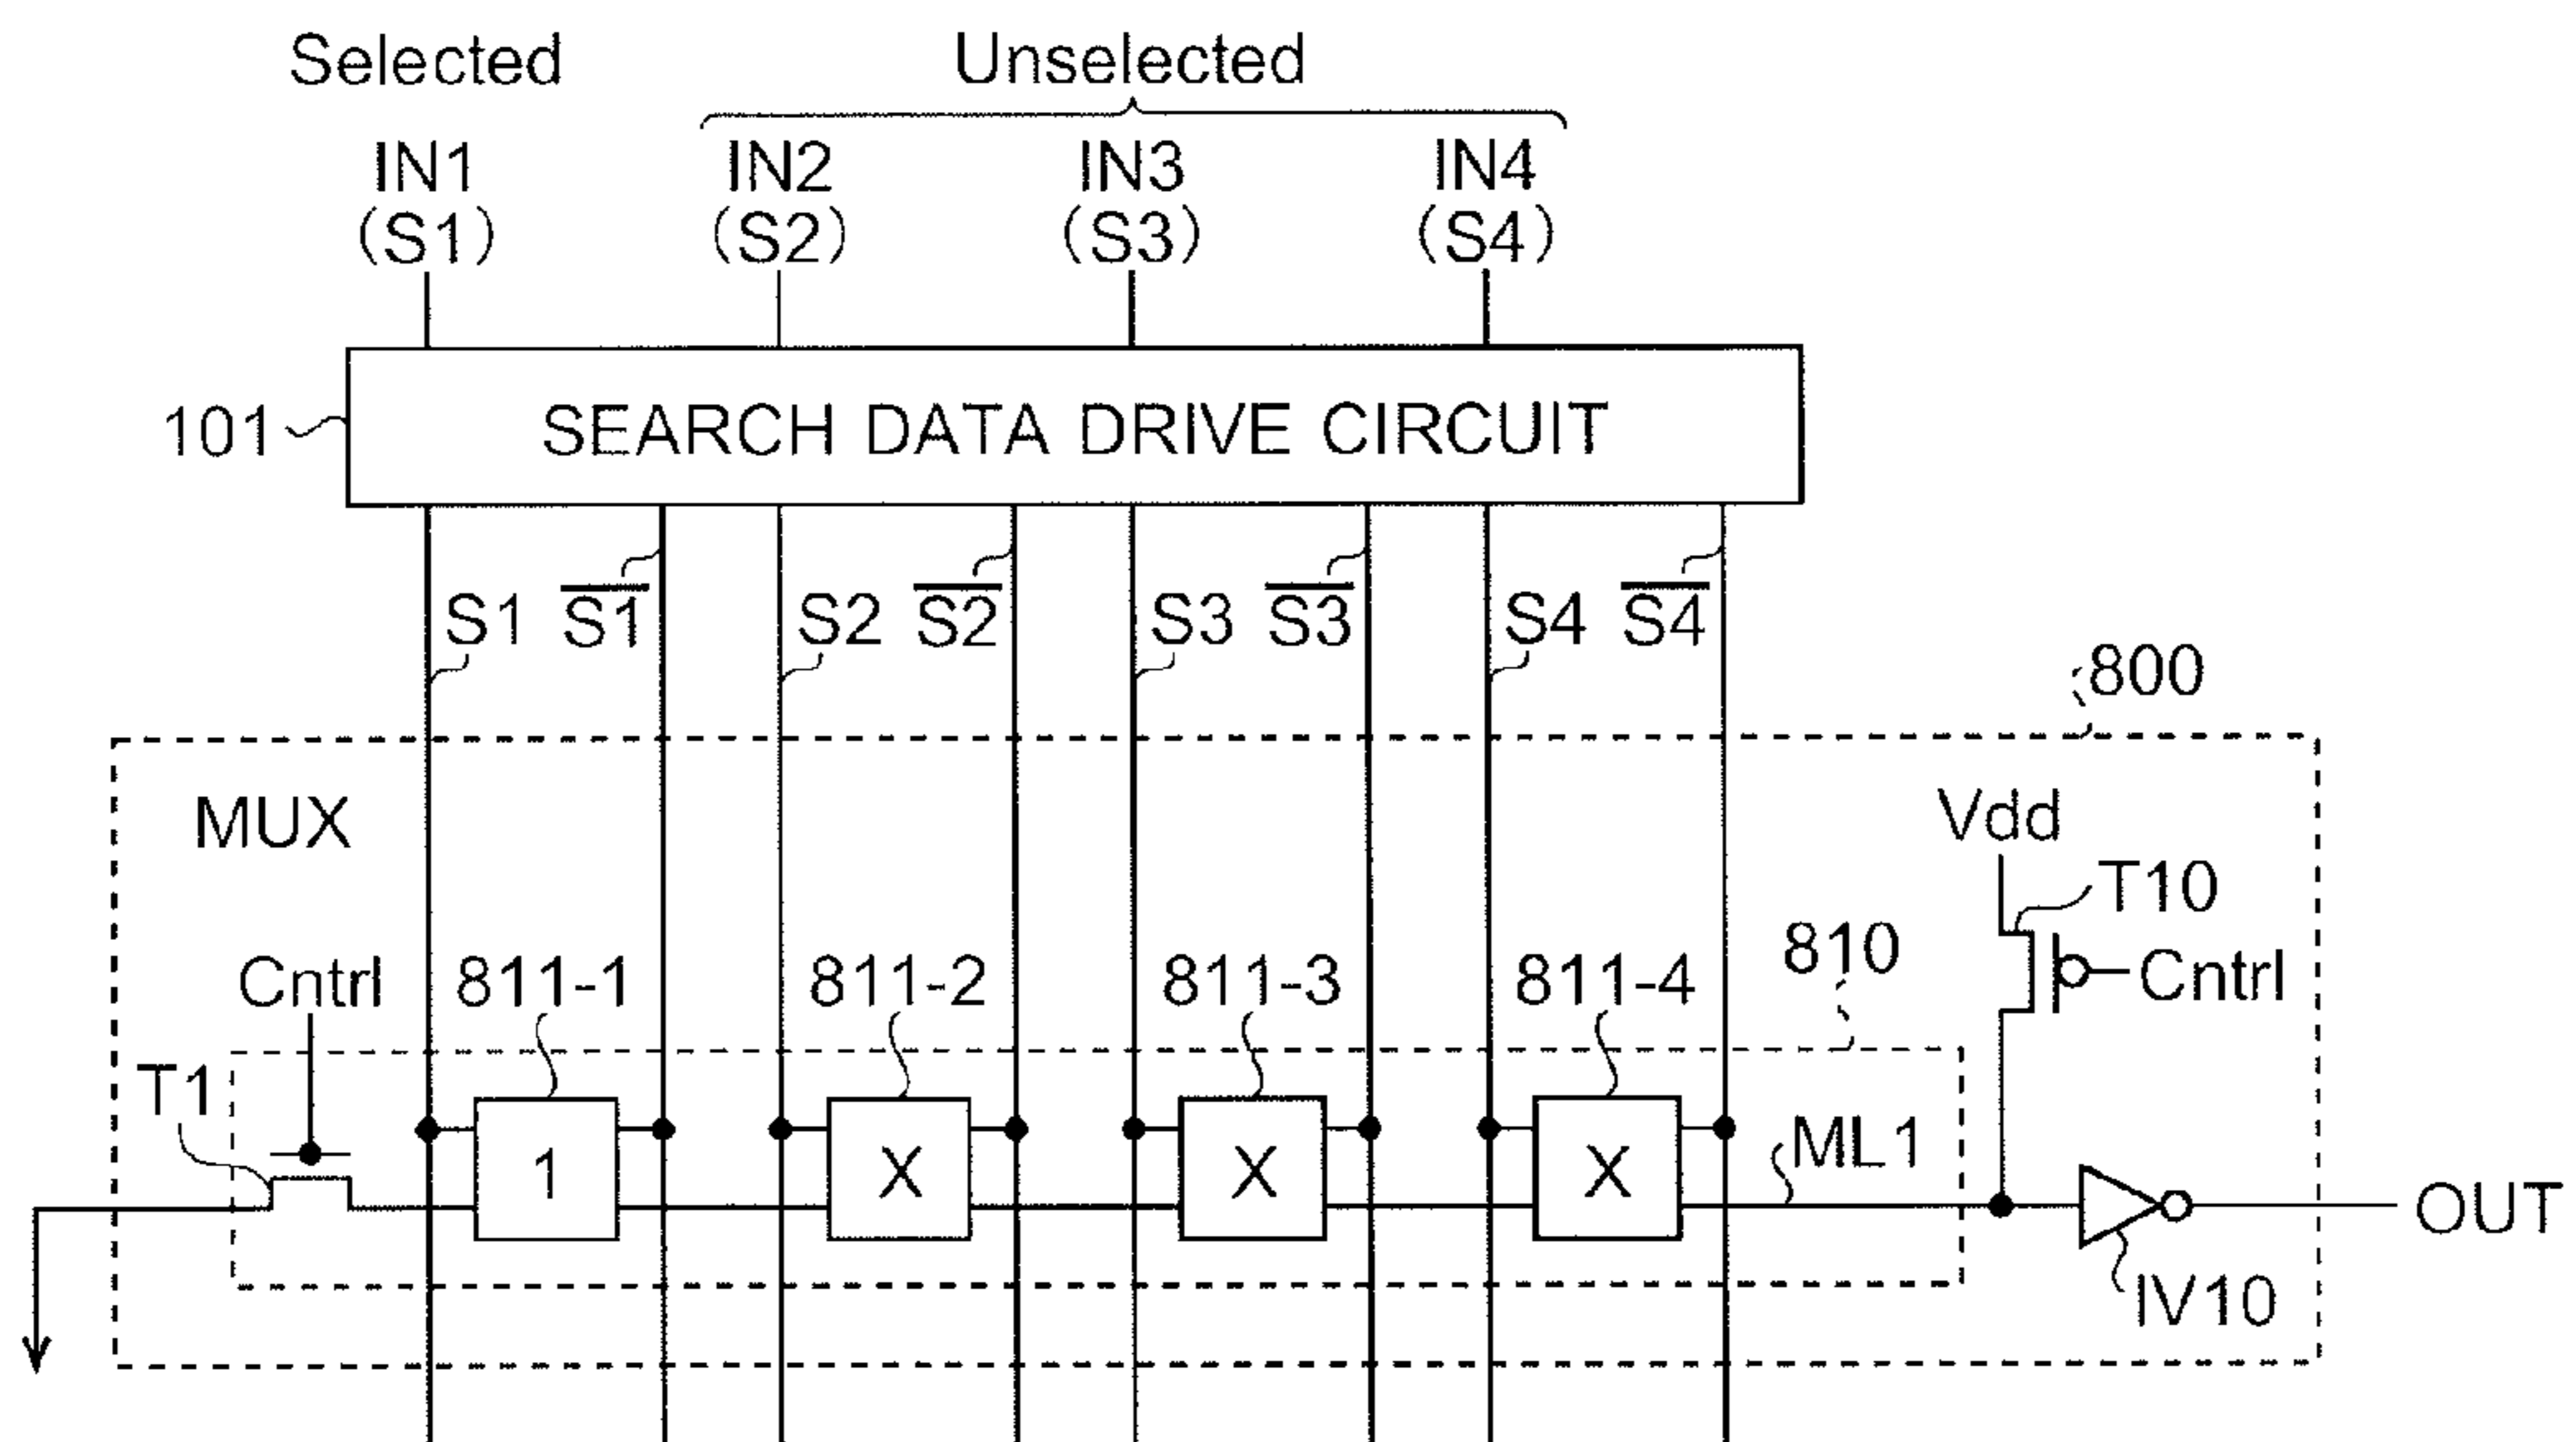 Selected
Unselected
IN1
(S1)
IN2
(S2)
IN3
(S3)
IN4
(S4)
101
SEARCH DATA DRIVE CIRCUIT
S1
S1
S2
S2
S3
S3
S4
S4
800
MUX
Vdd
T10
Cntrl
810
Cntrl
811-1
811-2
811-3
811-4
T1
1
X
X
X
ML1
OUT
IV10